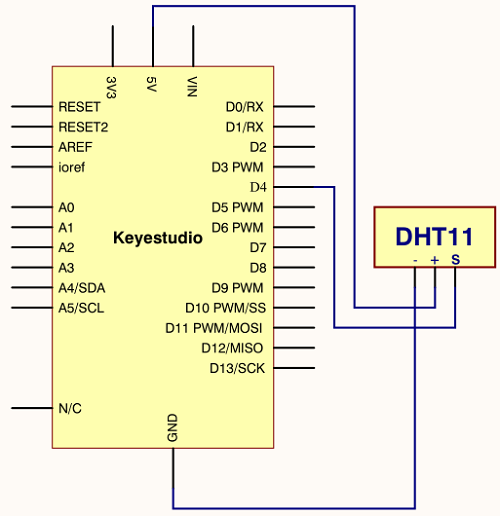 3V3
5V
VIN
RESET
RESET2
AREF
ioref
A0
A1
A2
A3
A4/SDA
A5/SCL
N/C
Keyestudio
D0/RX
D1/RX
D2
D3 PWM
D4
D5 PWM
D6 PWM
D7
D8
D9 PWM
D10 PWM/SS
D11 PWM/MOSI
D12/MISO
D13/SCK
GND
DHT11
- + S